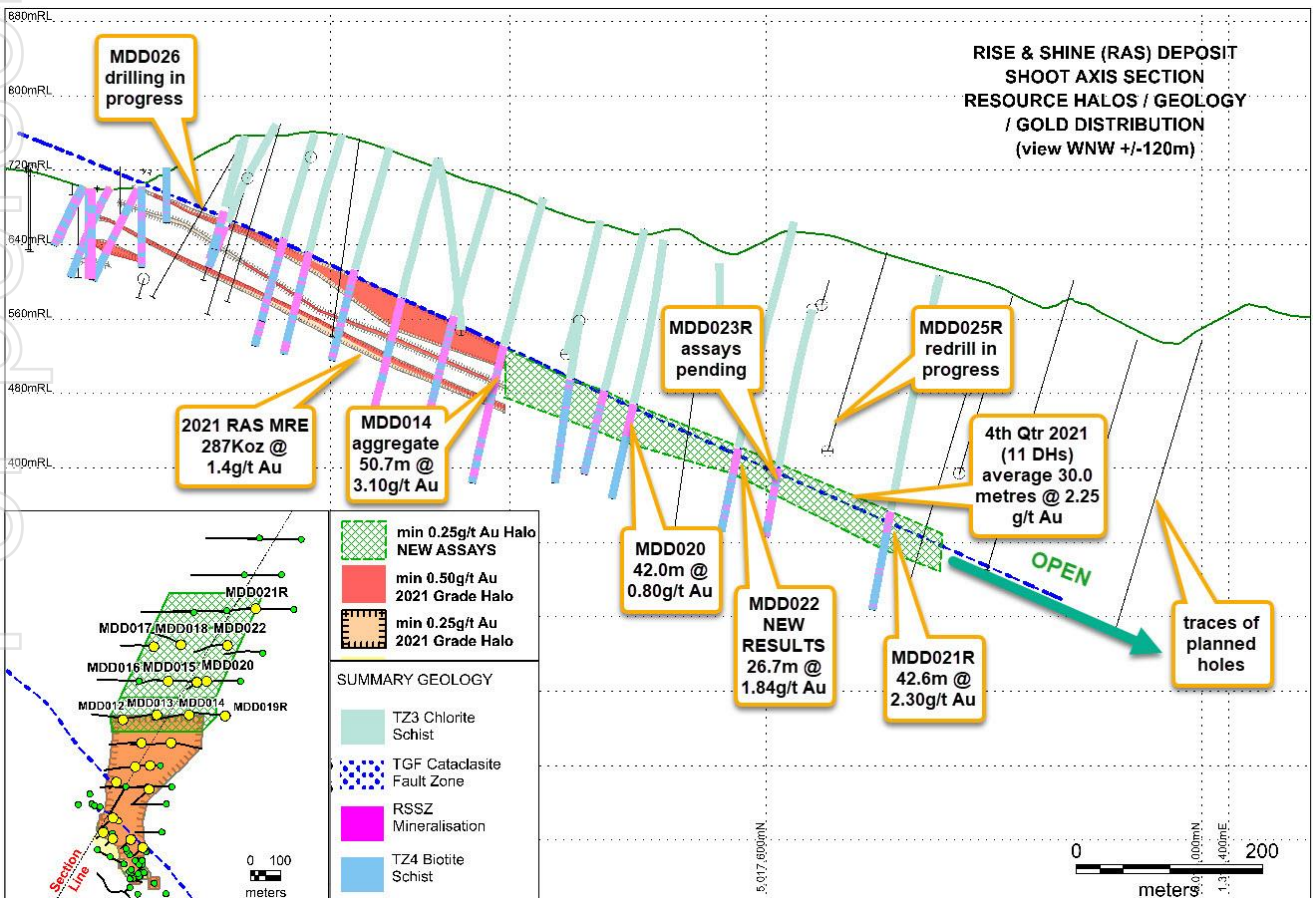 680mRL
RISE & SHINE (RAS) DEPOSIT
SHOOT AXIS SECTION
RESOURCE HALOS / GEOLOGY
/ GOLD DISTRIBUTION
(view WNW +/-120m)
MDD026
drilling in
progress
800mRL
720mRL
640mRL
560mRL
480mRL
400mRL
MDD023R
assays
pending
MDD025R
redrill in
progress
2021 RAS MRE
287Koz @
1.4g/t Au
MDD014
aggregate
50.7m @
3.10g/t Au
4th Qtr 2021
(11 DHs)
average 30.0
metres @ 2.25
g/t Au
MDD020
42.0m @
0.80g/t Au
MDD022
NEW
RESULTS
26.7m @
1.84g/t Au
MDD021R
42.6m @
2.30g/t Au
OPEN
traces of
planned
holes
min 0.25g/t Au Halo
NEW ASSAYS
min 0.50g/t Au
2021 Grade Halo
min 0.25g/t Au
2021 Grade Halo
SUMMARY GEOLOGY
TZ3 Chlorite
Schist
TGF Cataclasite
Fault Zone
RSSZ
Mineralisation
TZ4 Biotite
Schist
MDD021R
MDD017 MDD018 MDD022
MDD016 MDD015 MDD020
MDD012 MDD013 MDD014 MDD019R
Section
Line
0 100
meters
5,017,600mN
0 200
meters